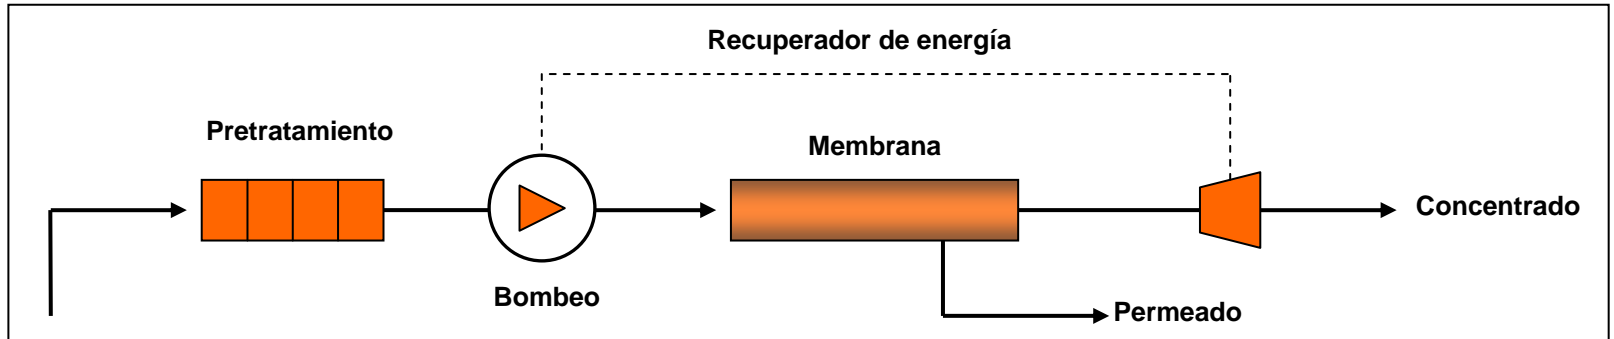 Recuperador de energía
Pretratamiento
Membrana
Concentrado
Bombeo
Permeado